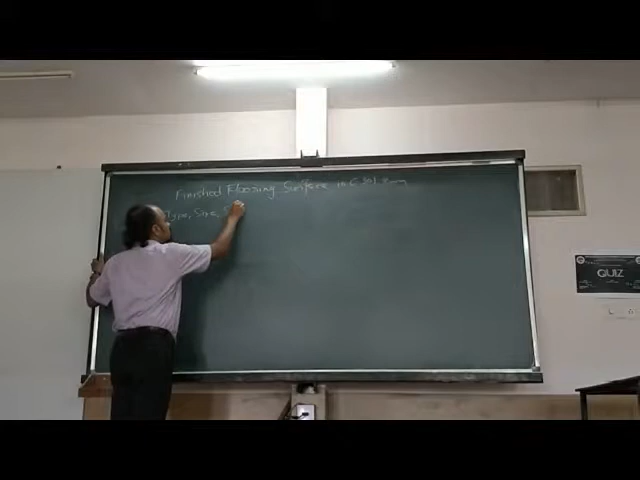 Finished Flooring Surface in C 301 Room
Type, Size, S
QUIZ